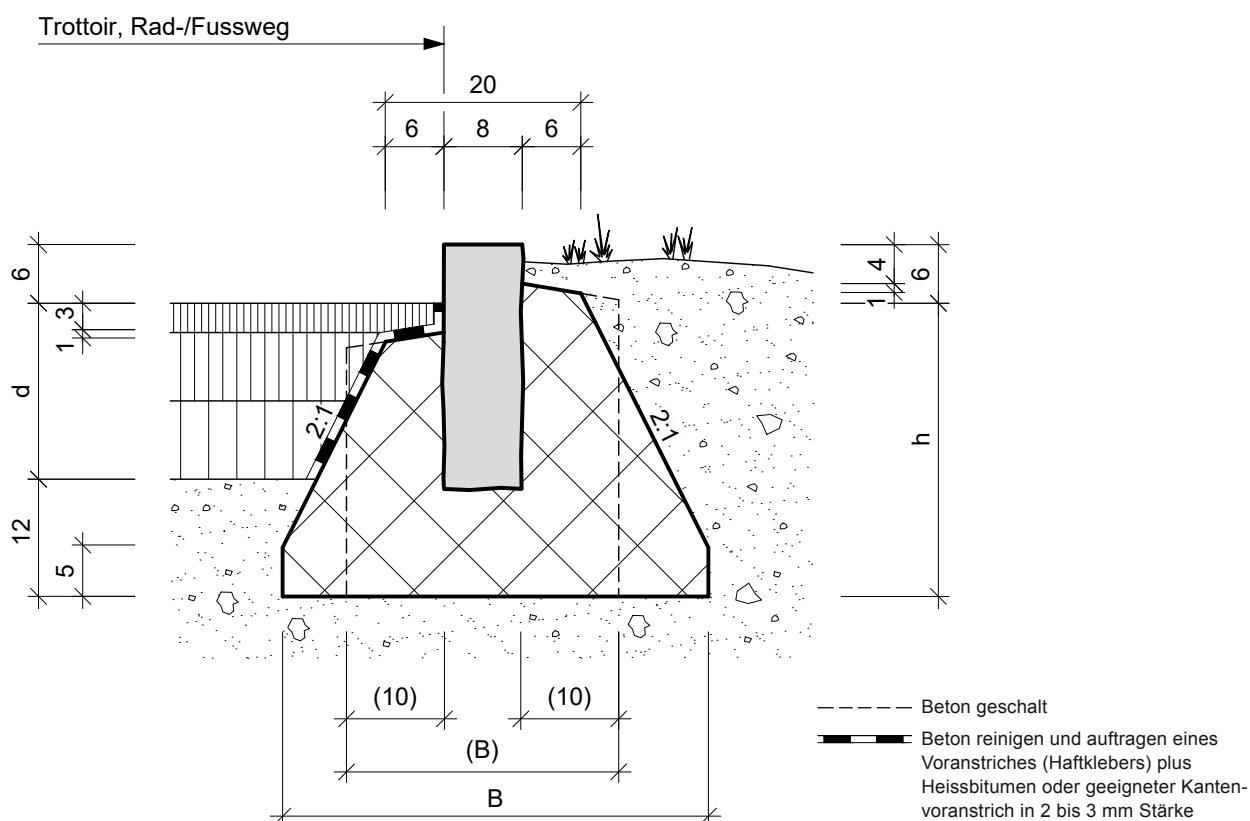 Trottoir, Rad-/Fussweg
20
6 8 6
6
3
1
d
12
5
4
6
1
h
2:1
2:1
(10) (10)
(B)
B
Beton geschalt
Beton reinigen und auftragen eines
Voranstriches (Haftklebers) plus
Heissbitumen oder geeigneter Kanten-
voranstrich in 2 bis 3 mm Stärke